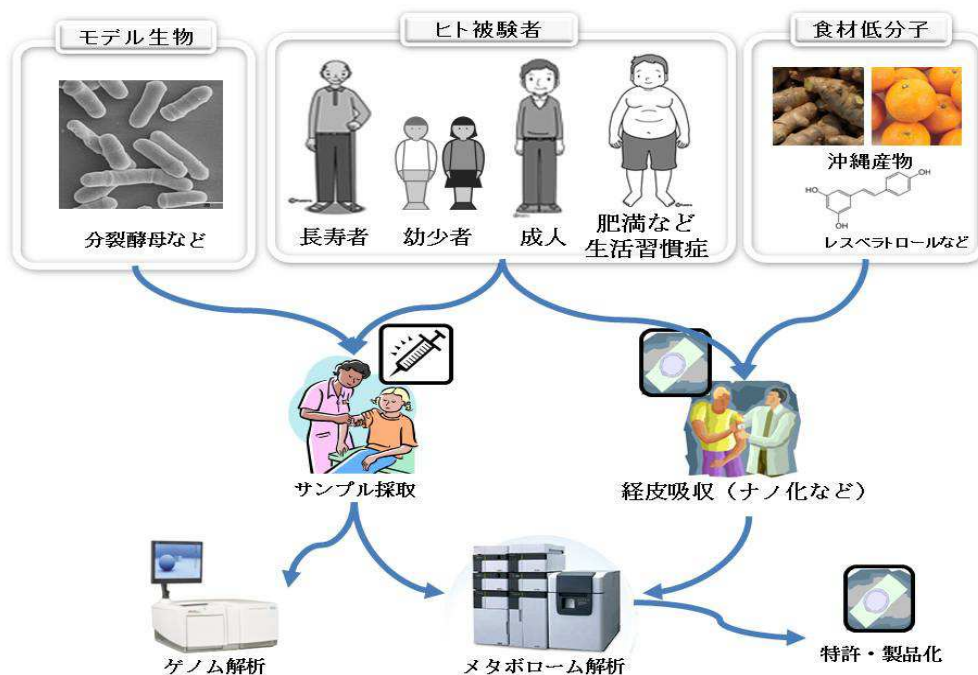 モデル生物
ヒト被験者
食材低分子
分裂酵母など
長寿者
幼少者
成人
肥満など
生活習慣症
沖縄産物
HO
OH
OH
レスベラトロールなど
サンプル採取
経皮吸収（ナノ化など）
ゲノム解析
メタボローム解析
特許・製品化